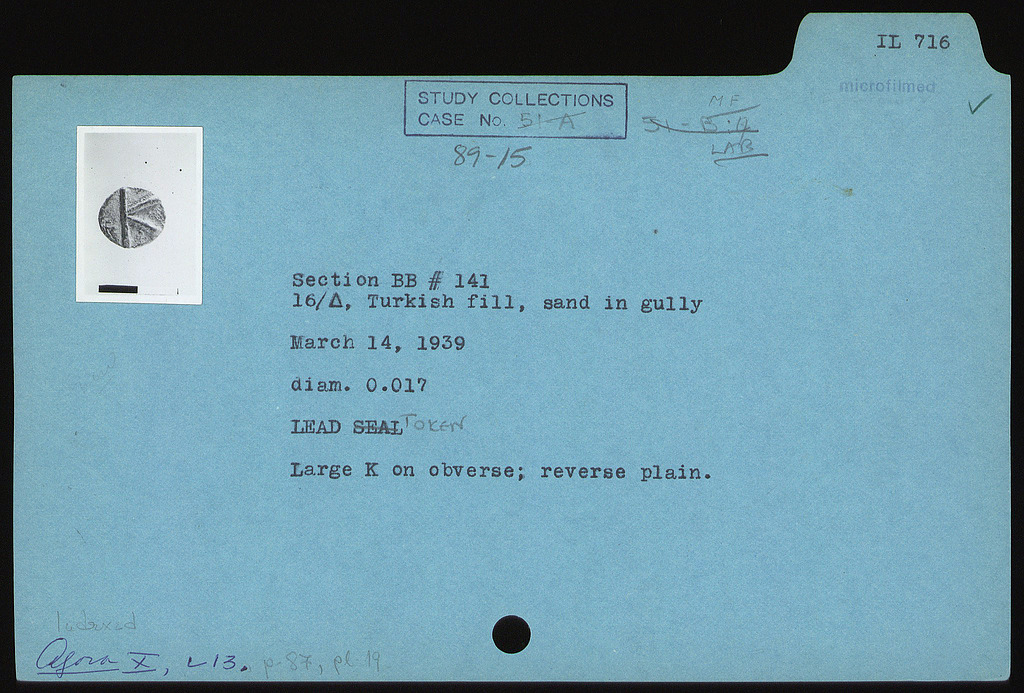 IL 716
microfilmed
STUDY COLLECTIONS
CASE No. 51-A
MF
51-B:a
LAB
89-15
Section BB # 141
16/Δ, Turkish fill, sand in gully
March 14, 1939
diam. 0.017
LEAD SEAL TOKEN
Large K on obverse; reverse plain.
Indexed
Agora X, L13. p. 87, pl. 19